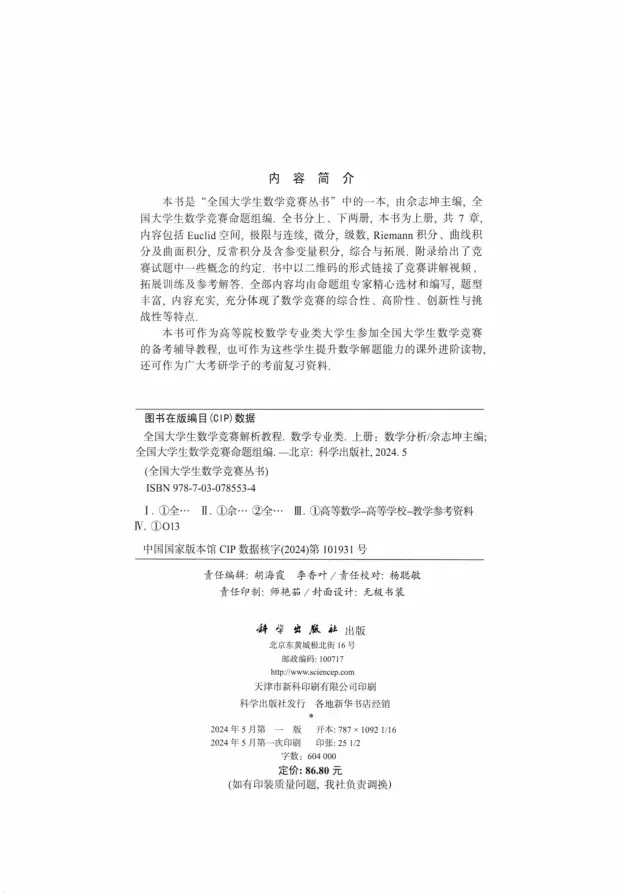 内 容 简 介
本书是“全国大学生数学竞赛丛书”中的一本, 由佘志坤主编, 全
国大学生数学竞赛命题组编. 全书分上、下两册, 本书为上册, 共 7 章,
内容包括 Euclid 空间, 极限与连续, 微分, 级数, Riemann 积分、曲线积
分及曲面积分, 反常积分及含参变量积分, 综合与拓展. 附录给出了竞
赛试题中一些概念的约定. 书中以二维码的形式链接了竞赛讲解视频、
拓展训练及参考解答. 全部内容均由命题组专家精心选材和编写, 题型
丰富, 内容充实, 充分体现了数学竞赛的综合性、高阶性、创新性与挑
战性等特点.
本书可作为高等院校数学专业类大学生参加全国大学生数学竞赛
的备考辅导教程, 也可作为这些学生提升数学解题能力的课外进阶读物,
还可作为广大考研学子的考前复习资料.
图书在版编目(CIP)数据
全国大学生数学竞赛解析教程. 数学专业类. 上册: 数学分析/佘志坤主编;
全国大学生数学竞赛命题组编. —北京: 科学出版社, 2024. 5
(全国大学生数学竞赛丛书)
ISBN 978-7-03-078553-4
Ⅰ. ①全… Ⅱ. ①佘… ②全… Ⅲ. ①高等数学–高等学校–教学参考资料
Ⅳ. ①O13
中国国家版本馆 CIP 数据核字(2024)第 101931 号
责任编辑: 胡海霞 李香叶 / 责任校对: 杨聪敏
责任印制: 师艳茹 / 封面设计: 无极书装
科学出版社 出版
北京东黄城根北街 16 号
邮政编码: 100717
http://www.sciencep.com
天津市新科印刷有限公司印刷
科学出版社发行 各地新华书店经销
*
2024 年 5 月第 一 版 开本: 787 × 1092 1/16
2024 年 5 月第一次印刷 印张: 25 1/2
字数: 604 000
定价: 86.80 元
(如有印装质量问题, 我社负责调换)